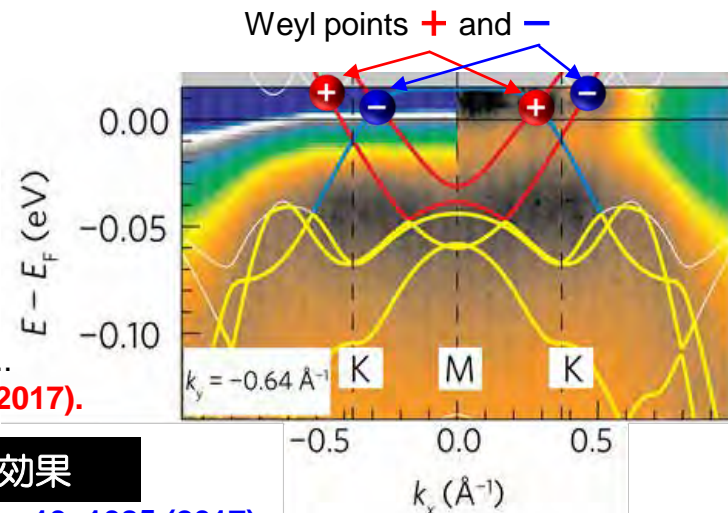 Weyl points + and −
+ − + −
0.00
−0.05
−0.10
E − E_F (eV)
k_y = −0.64 Å⁻¹
K M K
−0.5 0.0 0.5
k_x (Å⁻¹)
..
2017).
効果